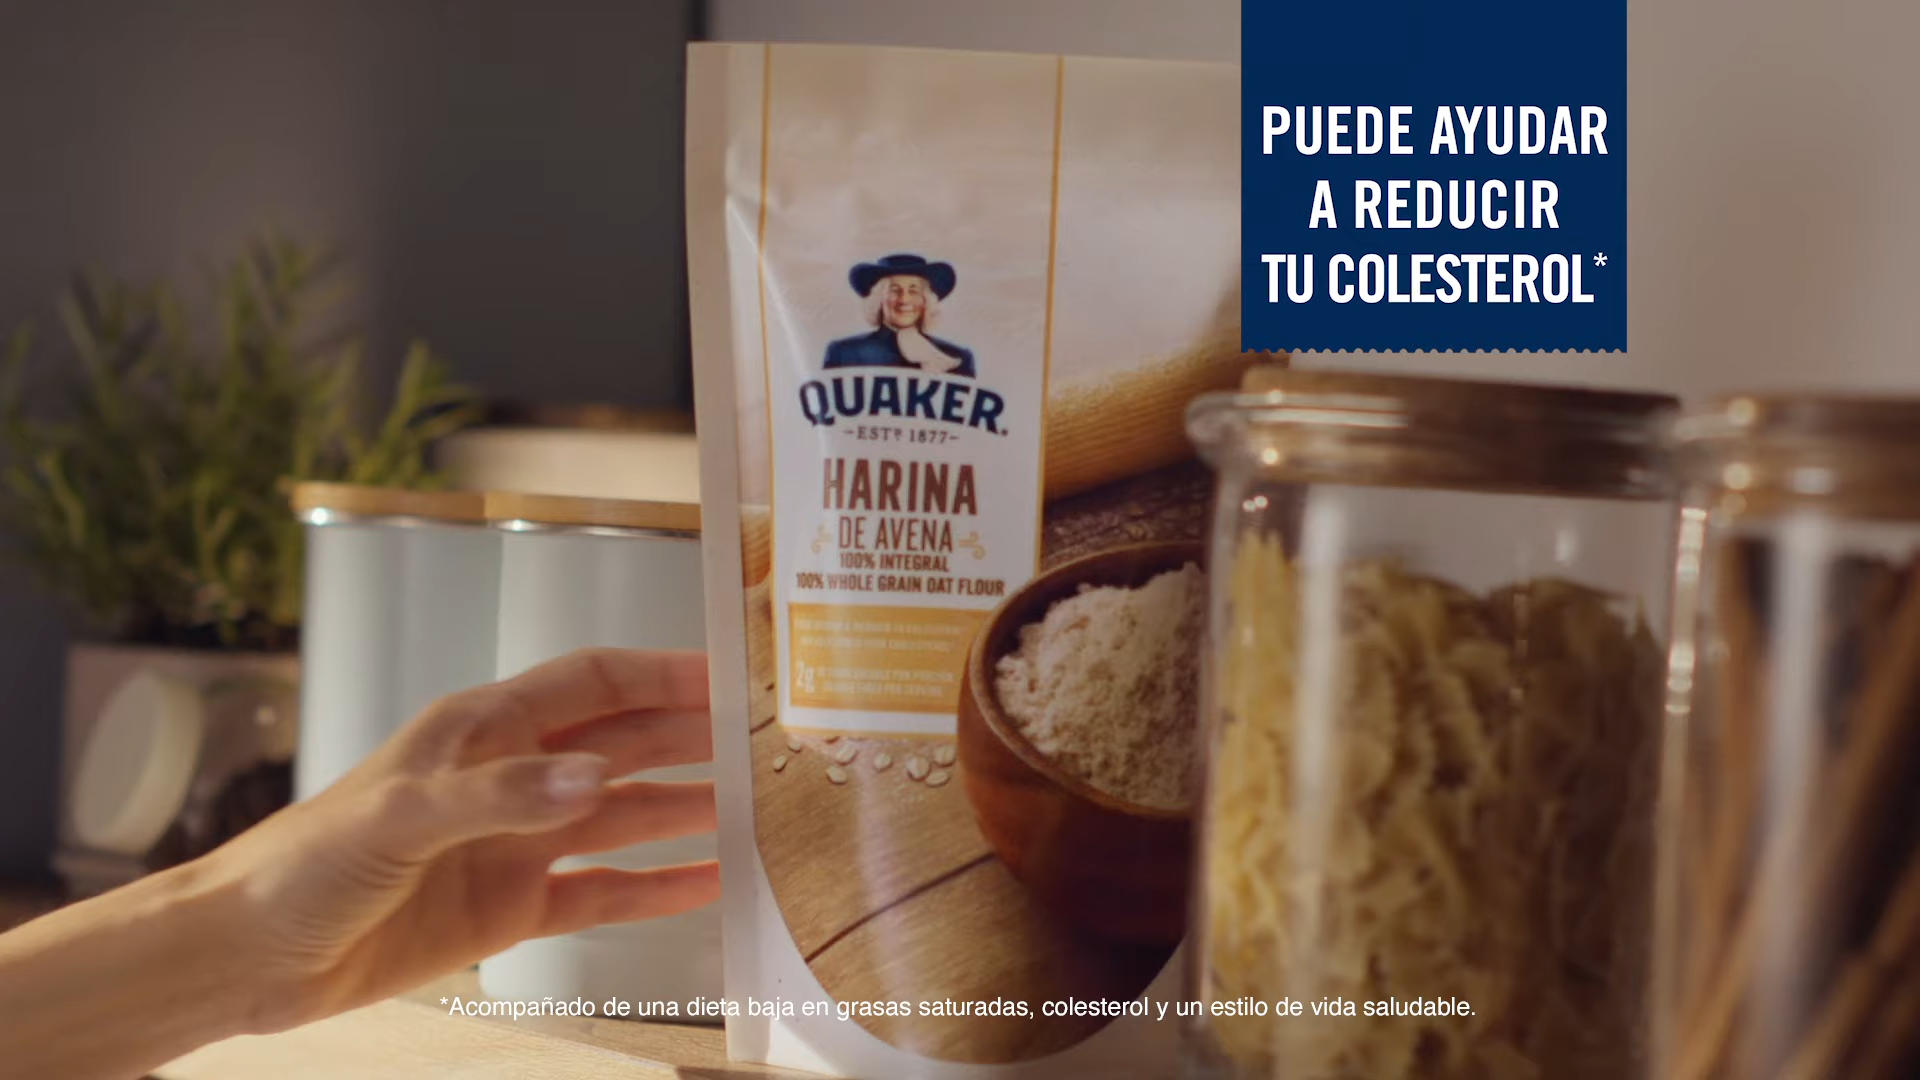 PUEDE AYUDAR
A REDUCIR
TU COLESTEROL*
QUAKER.
-ESTD 1877-
HARINA
DE AVENA
100% INTEGRAL
100% WHOLE GRAIN OAT FLOUR
2g
*Acompañado de una dieta baja en grasas saturadas, colesterol y un estilo de vida saludable.